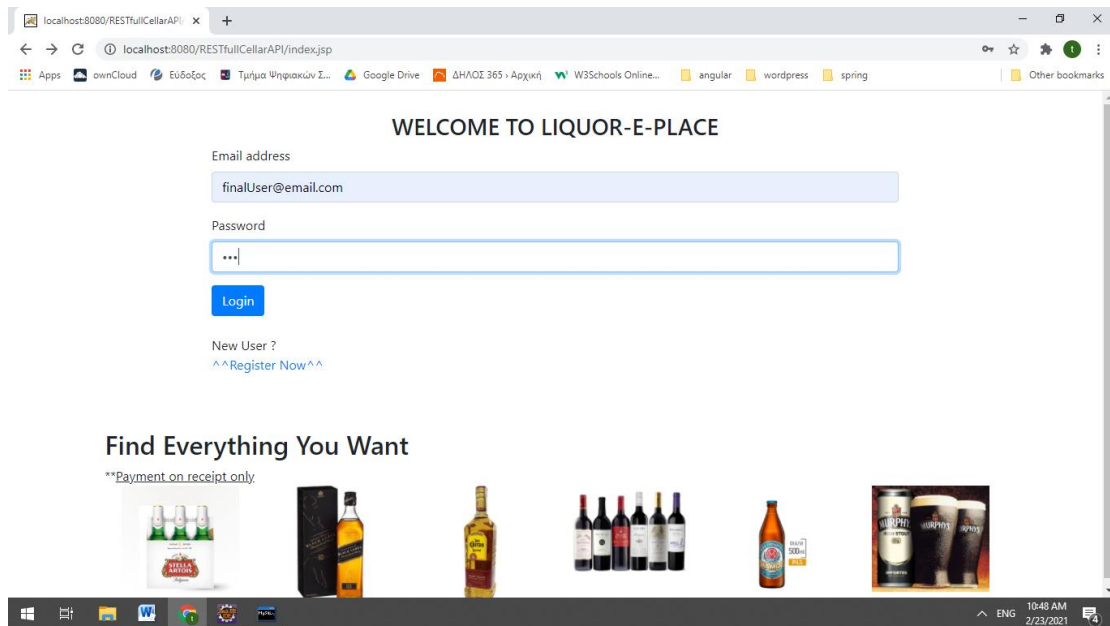 localhost:8080/RESTfullCellarAPI/
localhost:8080/RESTfullCellarAPI/index.jsp
t
Apps ownCloud Εύδοξος Τμήμα Ψηφιακών Σ... Google Drive ΔΗΛΟΣ 365 › Αρχική W3Schools Online... angular wordpress spring Other bookmarks
WELCOME TO LIQUOR-E-PLACE
Email address
finalUser@email.com
Password
•••
Login
New User ?
^^Register Now^^
Find Everything You Want
**Payment on receipt only
STELLA ARTOIS
MURPHY'S
500ml
PILS
ENG
10:48 AM
2/23/2021
4